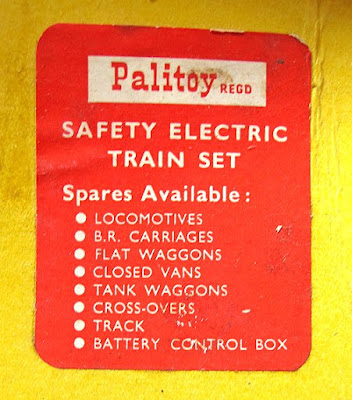 Palitoy REGD
SAFETY ELECTRIC
TRAIN SET
Spares Available :
● LOCOMOTIVES
● B.R. CARRIAGES
● FLAT WAGGONS
● CLOSED VANS
● TANK WAGGONS
● CROSS-OVERS
● TRACK
● BATTERY CONTROL BOX